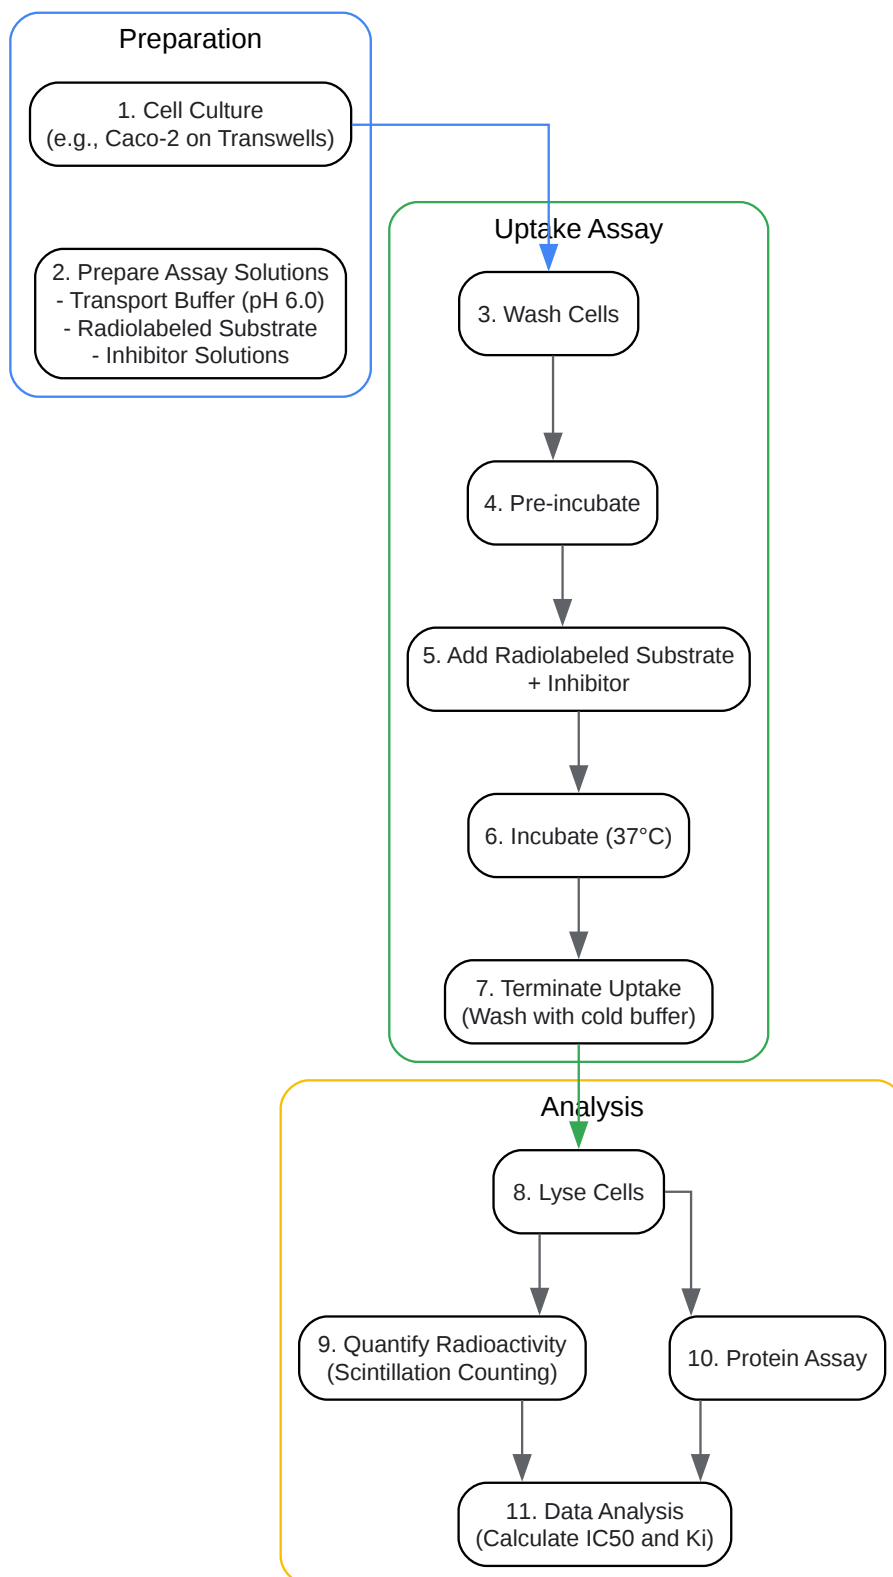 Preparation
1. Cell Culture
(e.g., Caco-2 on Transwells)
2. Prepare Assay Solutions
- Transport Buffer (pH 6.0)
- Radiolabeled Substrate
- Inhibitor Solutions
Uptake Assay
3. Wash Cells
4. Pre-incubate
5. Add Radiolabeled Substrate
+ Inhibitor
6. Incubate (37°C)
7. Terminate Uptake
(Wash with cold buffer)
Analysis
8. Lyse Cells
9. Quantify Radioactivity
(Scintillation Counting)
10. Protein Assay
11. Data Analysis
(Calculate IC50 and Ki)